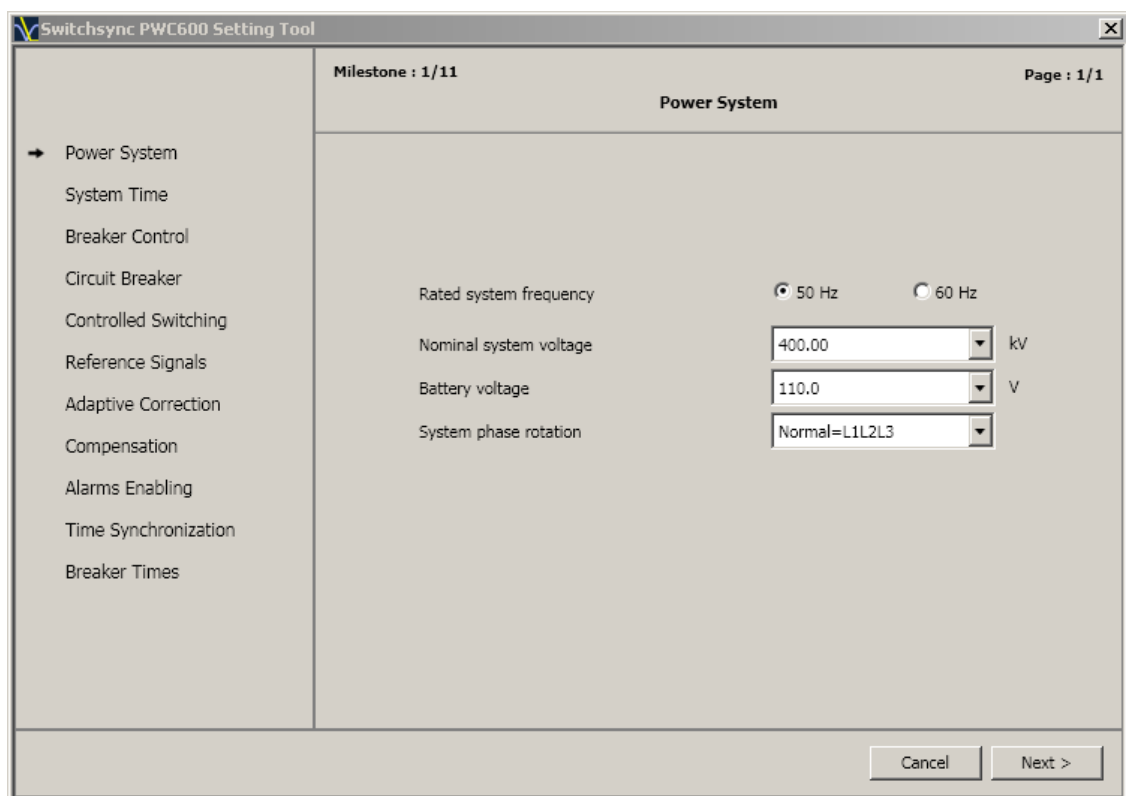 Switchsync PWC600 Setting Tool
Milestone : 1/11
Page : 1/1
Power System
Power System
System Time
Breaker Control
Circuit Breaker
Controlled Switching
Reference Signals
Adaptive Correction
Compensation
Alarms Enabling
Time Synchronization
Breaker Times
Rated system frequency 50 Hz 60 Hz
Nominal system voltage 400.00 kV
Battery voltage 110.0 V
System phase rotation Normal=L1L2L3
Cancel Next >